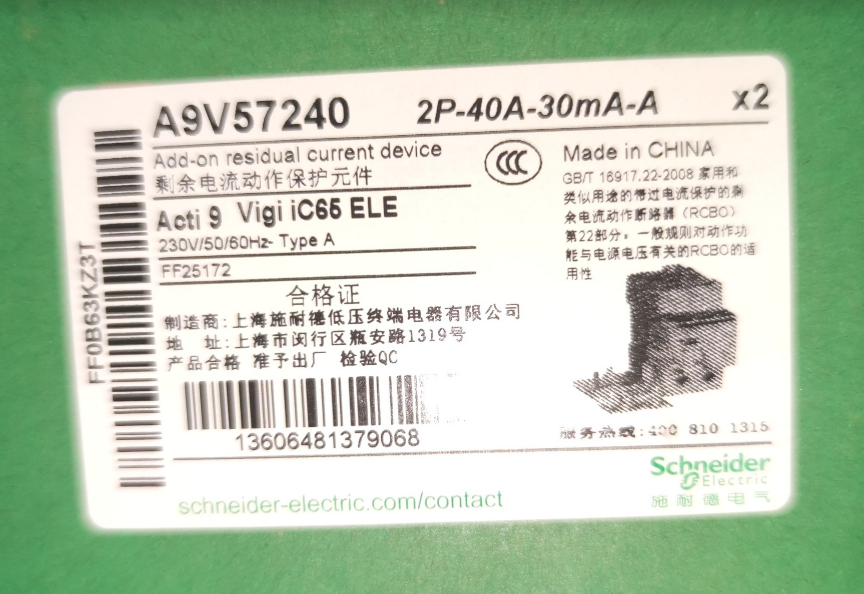 A9V57240 2P-40A-30mA-A x2
Add-on residual current device
剩余电流动作保护元件
Acti 9 Vigi iC65 ELE
230V/50/60Hz- Type A
FF25172
合格证
制造商:上海施耐德低压终端电器有限公司
地 址:上海市闵行区瓶安路1319号
产品合格 准予出厂 检验QC
13606481379068
schneider-electric.com/contact
FF0B63KZ3T
CCC
Made in CHINA
GB/T 16917.22-2008 家用和
类似用途的带过电流保护的剩
余电流动作断路器（RCBO）
第22部分：一般规则对动作功
能与电源电压有关的RCBO的适
用性
服务热线:400 810 1315
Schneider
Electric
施耐德电气